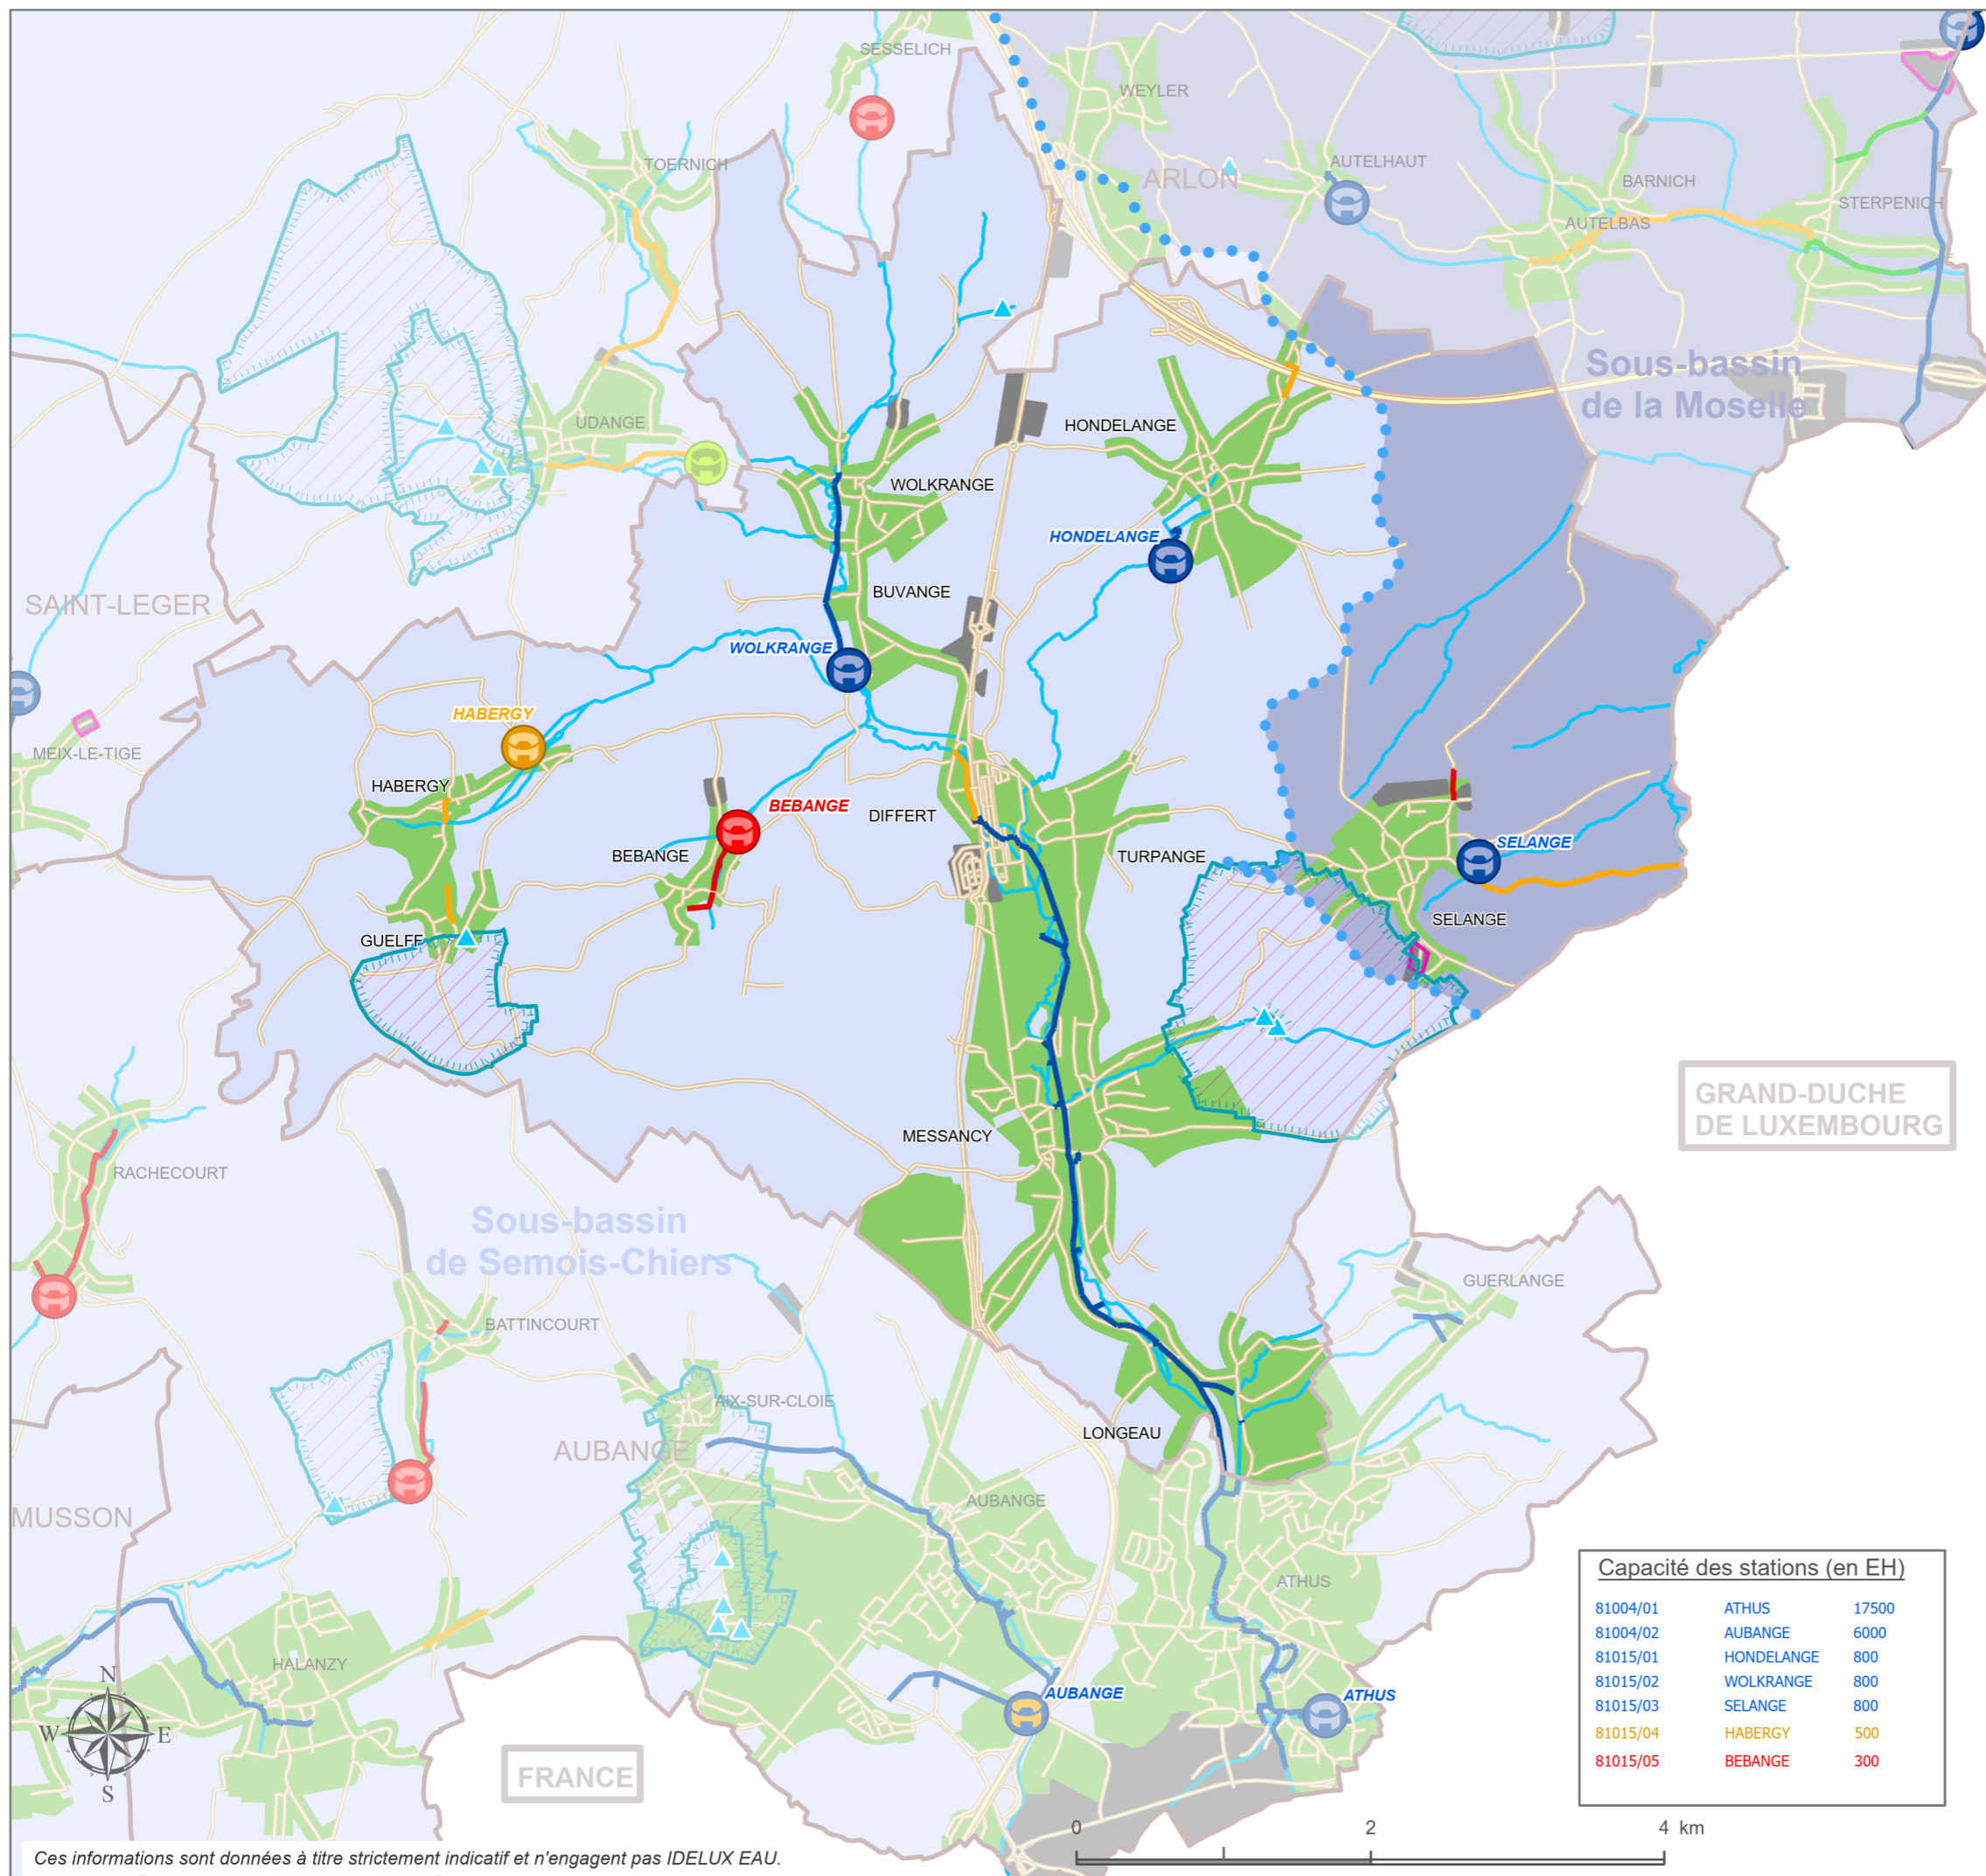 SESSELICH
WEYLER
TOERNICH
ARLON
AUTELHAUT
BARNICH
STERPENICH
AUTELBAS
Sous-bassin
de la Moselle
UDANGE
HONDELANGE
WOLKRANGE
HONDELANGE
BUVANGE
SAINT-LEGER
WOLKRANGE
HABERGY
MEIX-LE-TIGE
HABERGY
BEBANGE
DIFFERT
SELANGE
BEBANGE
TURPANGE
SELANGE
GUELFF
GRAND-DUCHE
DE LUXEMBOURG
MESSANCY
RACHECOURT
Sous-bassin
de Semois-Chiers
GUERLANGE
BATTINCOURT
AIX-SUR-CLOIE
LONGEAU
AUBANGE
AUBANGE
MUSSON
ATHUS
HALANZY
AUBANGE
ATHUS
FRANCE
N
W E
S
Capacité des stations (en EH)
81004/01 ATHUS 17500
81004/02 AUBANGE 6000
81015/01 HONDELANGE 800
81015/02 WOLKRANGE 800
81015/03 SELANGE 800
81015/04 HABERGY 500
81015/05 BEBANGE 300
0 2 4 km
Ces informations sont données à titre strictement indicatif et n'engagent pas IDELUX EAU.